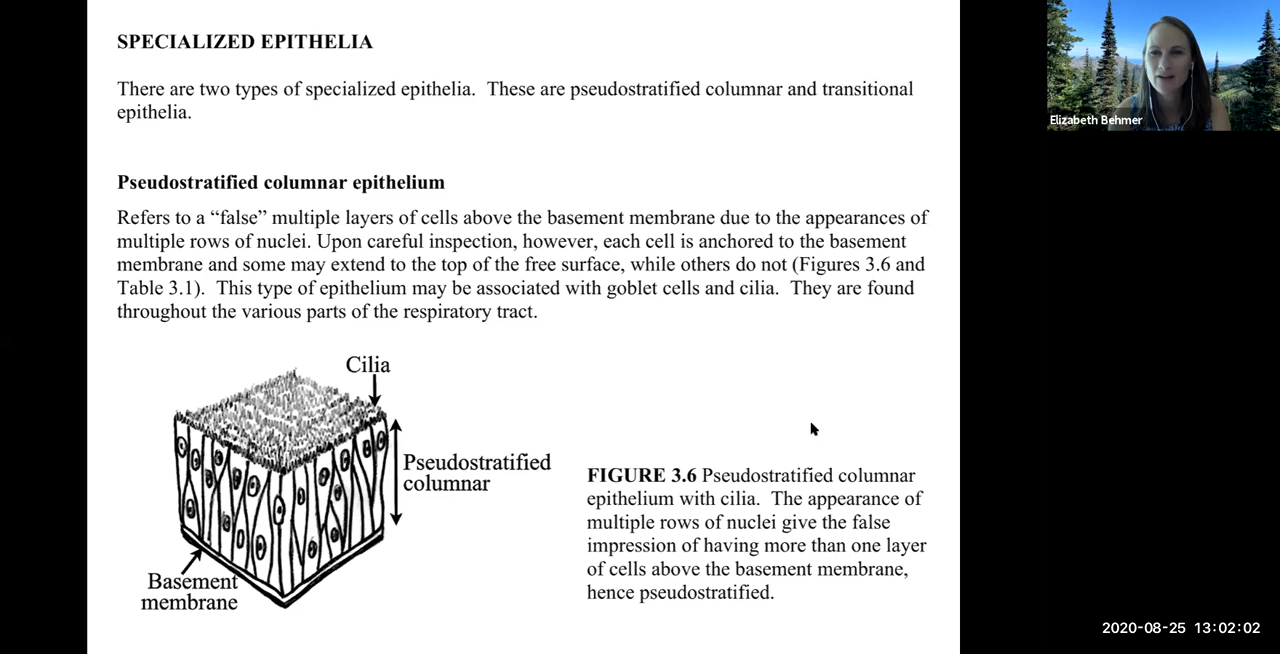 SPECIALIZED EPITHELIA
There are two types of specialized epithelia.  These are pseudostratified columnar and transitional
epithelia.
Pseudostratified columnar epithelium
Refers to a “false” multiple layers of cells above the basement membrane due to the appearances of
multiple rows of nuclei. Upon careful inspection, however, each cell is anchored to the basement
membrane and some may extend to the top of the free surface, while others do not (Figures 3.6 and
Table 3.1).  This type of epithelium may be associated with goblet cells and cilia.  They are found
throughout the various parts of the respiratory tract.
Cilia
Pseudostratified
columnar
Basement
membrane
FIGURE 3.6 Pseudostratified columnar
epithelium with cilia.  The appearance of
multiple rows of nuclei give the false
impression of having more than one layer
of cells above the basement membrane,
hence pseudostratified.
Elizabeth Behmer
2020-08-25 13:02:02